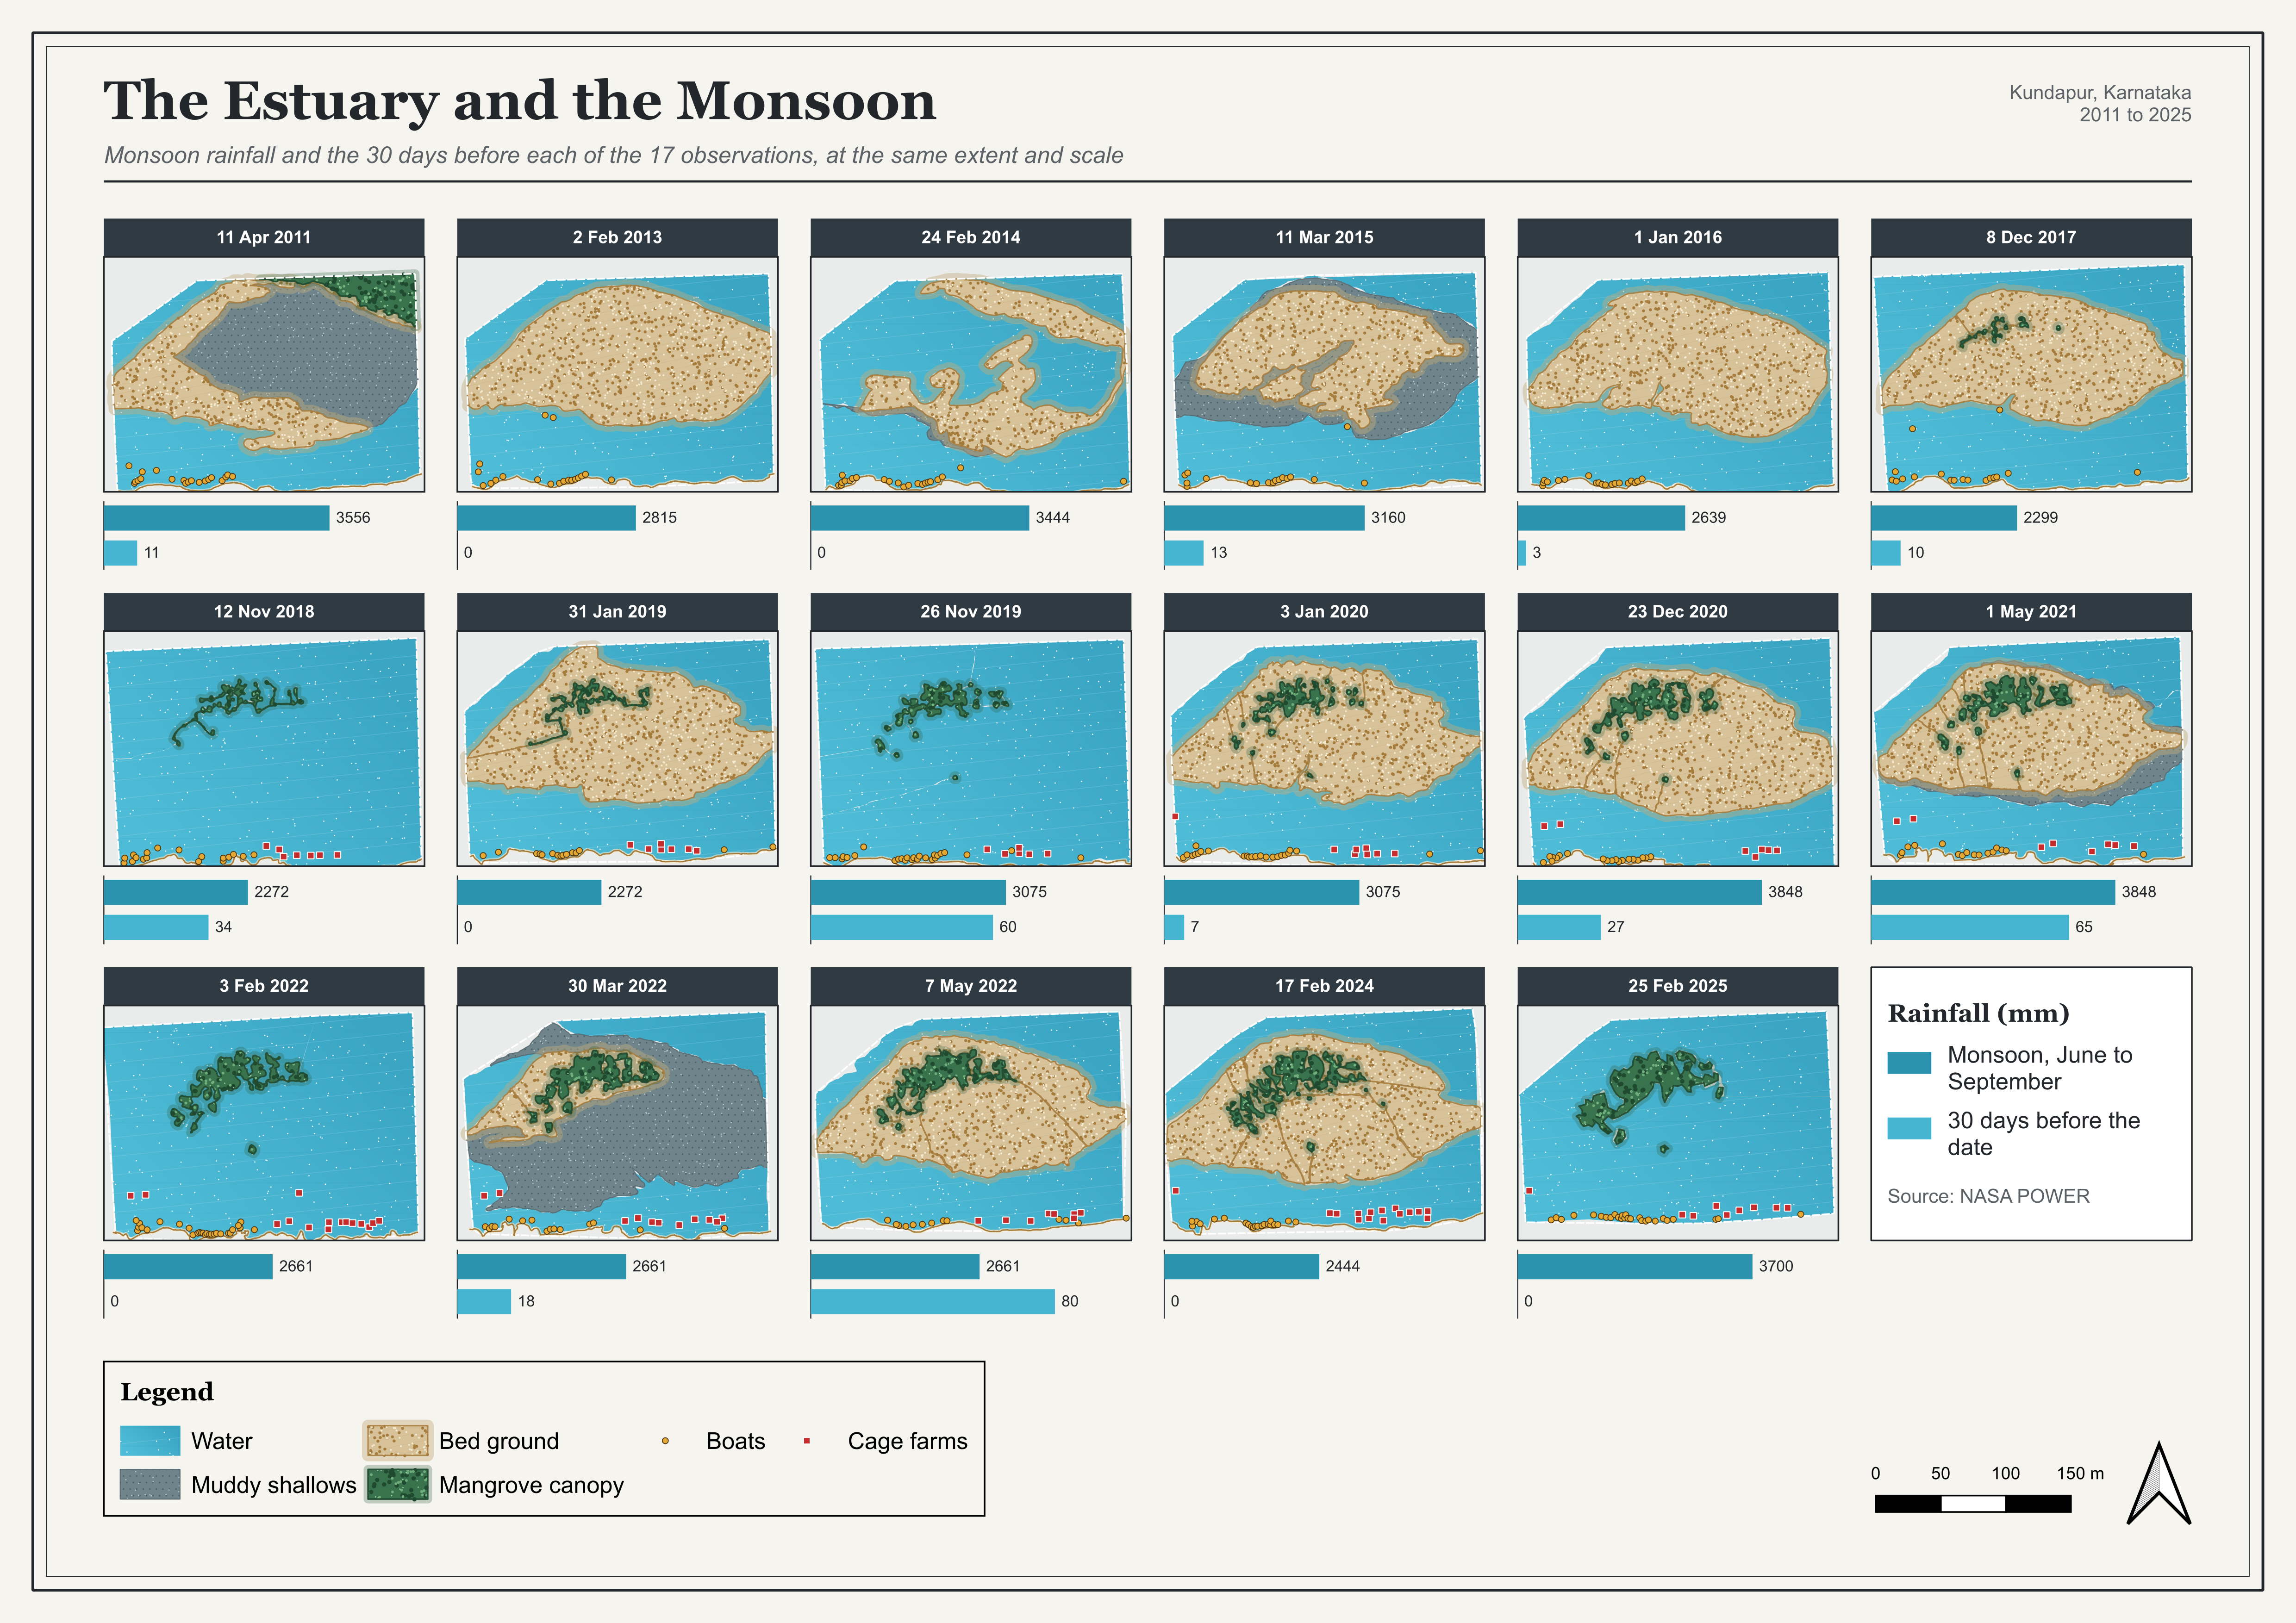 The Estuary and the Monsoon
Kundapur, Karnataka
2011 to 2025
Monsoon rainfall and the 30 days before each of the 17 observations, at the same extent and scale
11 Apr 2011
2 Feb 2013
24 Feb 2014
11 Mar 2015
1 Jan 2016
8 Dec 2017
3556
2815
3444
3160
2639
2299
11
0
0
13
3
10
12 Nov 2018
31 Jan 2019
26 Nov 2019
3 Jan 2020
23 Dec 2020
1 May 2021
2272
2272
3075
3075
3848
3848
34
0
60
7
27
65
3 Feb 2022
30 Mar 2022
7 May 2022
17 Feb 2024
25 Feb 2025
Rainfall (mm)
Monsoon, June to
September
30 days before the
date
Source: NASA POWER
2661
2661
2661
2444
3700
0
18
80
0
0
Legend
Water
Bed ground
Boats
Cage farms
Muddy shallows
Mangrove canopy
0 50 100 150 m